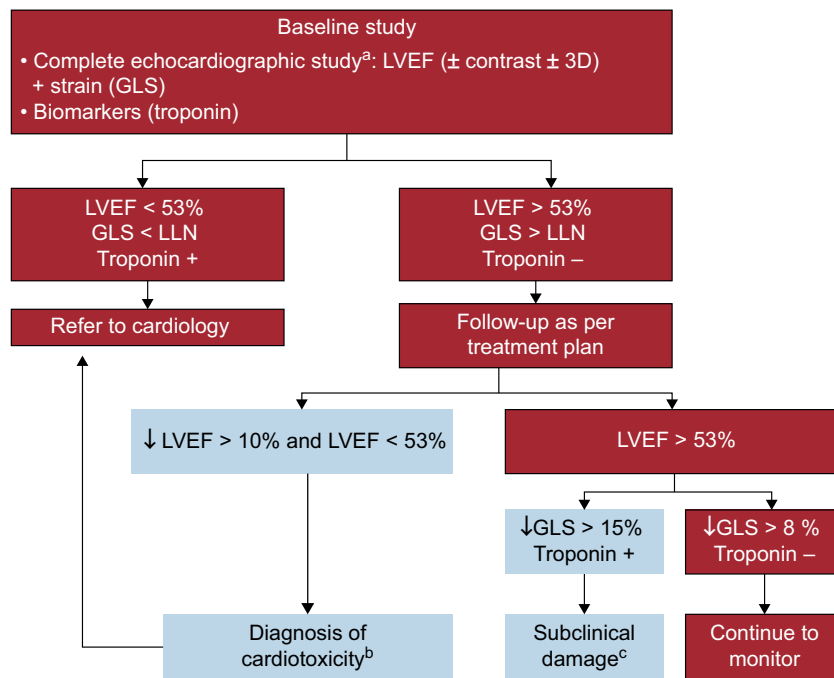 Baseline study
• Complete echocardiographic studyᵃ: LVEF (± contrast ± 3D)
+ strain (GLS)
• Biomarkers (troponin)
LVEF < 53%
GLS < LLN
Troponin +
LVEF > 53%
GLS > LLN
Troponin –
Refer to cardiology
Follow-up as per
treatment plan
↓ LVEF > 10% and LVEF < 53%
LVEF > 53%
↓GLS > 15%
Troponin +
↓GLS > 8 %
Troponin –
Diagnosis of
cardiotoxicityᵇ
Subclinical
damageᶜ
Continue to
monitor